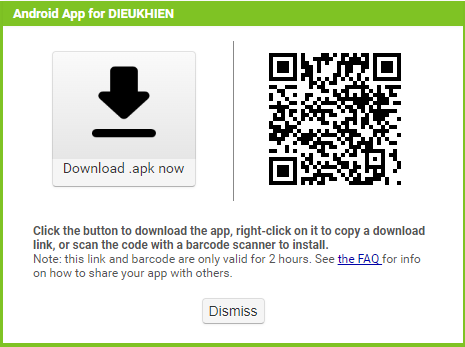 Android App for DIEUKHIEN
Download .apk now
Click the button to download the app, right-click on it to copy a download
link, or scan the code with a barcode scanner to install.
Note: this link and barcode are only valid for 2 hours. See the FAQ for info
on how to share your app with others.
Dismiss